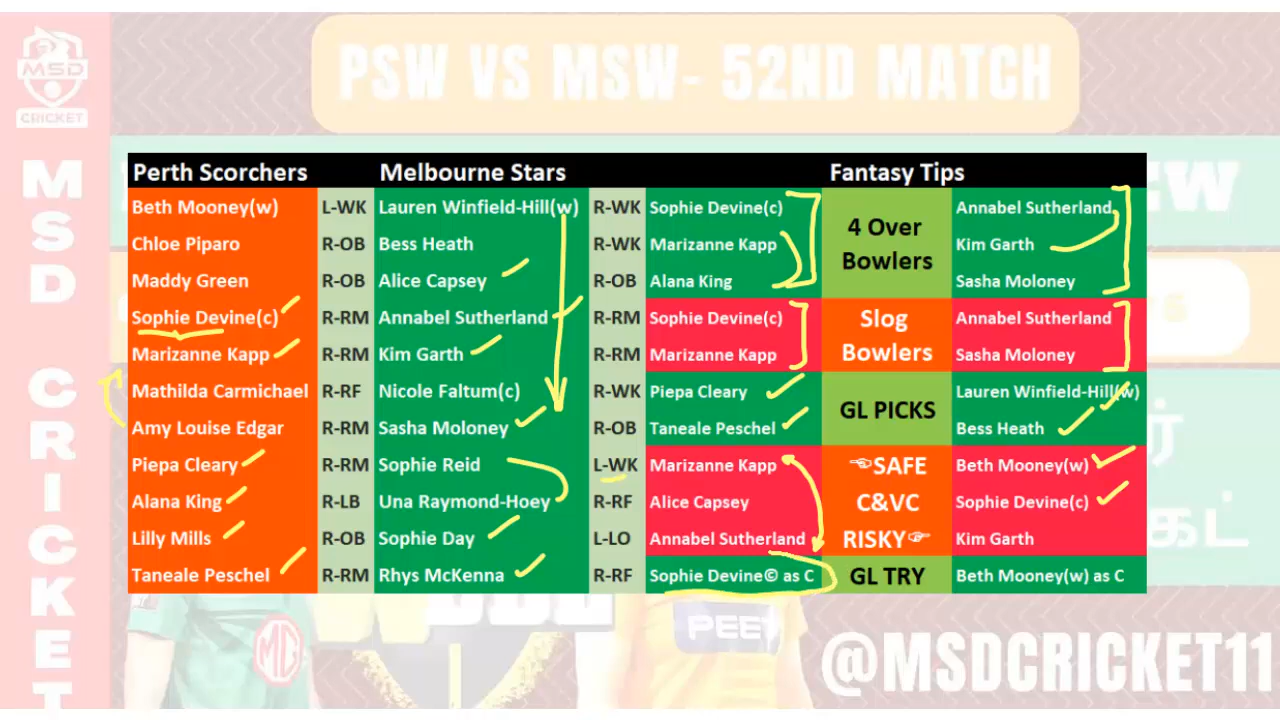 MSD
CRICKET
PSW VS MSW- 52ND MATCH
M
S
D
C
R
I
C
K
E
T
EW
Perth Scorchers Melbourne Stars Fantasy Tips
Beth Mooney(w) L-WK Lauren Winfield-Hill(w) R-WK Sophie Devine(c) 4 Over Bowlers Annabel Sutherland
Chloe Piparo R-OB Bess Heath R-WK Marizanne Kapp Kim Garth
Maddy Green R-OB Alice Capsey R-OB Alana King Sasha Moloney
Sophie Devine(c) R-RM Annabel Sutherland R-RM Sophie Devine(c) Slog Bowlers Annabel Sutherland
Marizanne Kapp R-RM Kim Garth R-RM Marizanne Kapp Sasha Moloney
Mathilda Carmichael R-RF Nicole Faltum(c) R-WK Piepa Cleary GL PICKS Lauren Winfield-Hill(w)
Amy Louise Edgar R-RM Sasha Moloney R-OB Taneale Peschel Bess Heath
Piepa Cleary R-RM Sophie Reid L-WK Marizanne Kapp ☜SAFE Beth Mooney(w)
Alana King R-LB Una Raymond-Hoey R-RF Alice Capsey C&VC Sophie Devine(c)
Lilly Mills R-OB Sophie Day L-LO Annabel Sutherland RISKY☞ Kim Garth
Taneale Peschel R-RM Rhys McKenna R-RF Sophie Devine© as C GL TRY Beth Mooney(w) as C
MG
PEET
@MSDCRICKET11